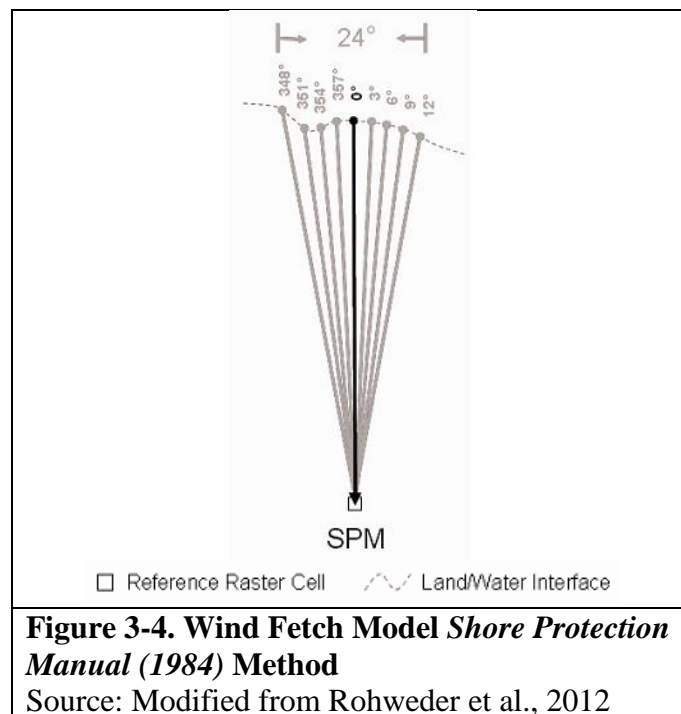 24°
348°
351°
354°
357°
0°
3°
6°
9°
12°
SPM
Reference Raster Cell Land/Water Interface
Figure 3-4. Wind Fetch Model Shore Protection
Manual (1984) Method
Source: Modified from Rohweder et al., 2012